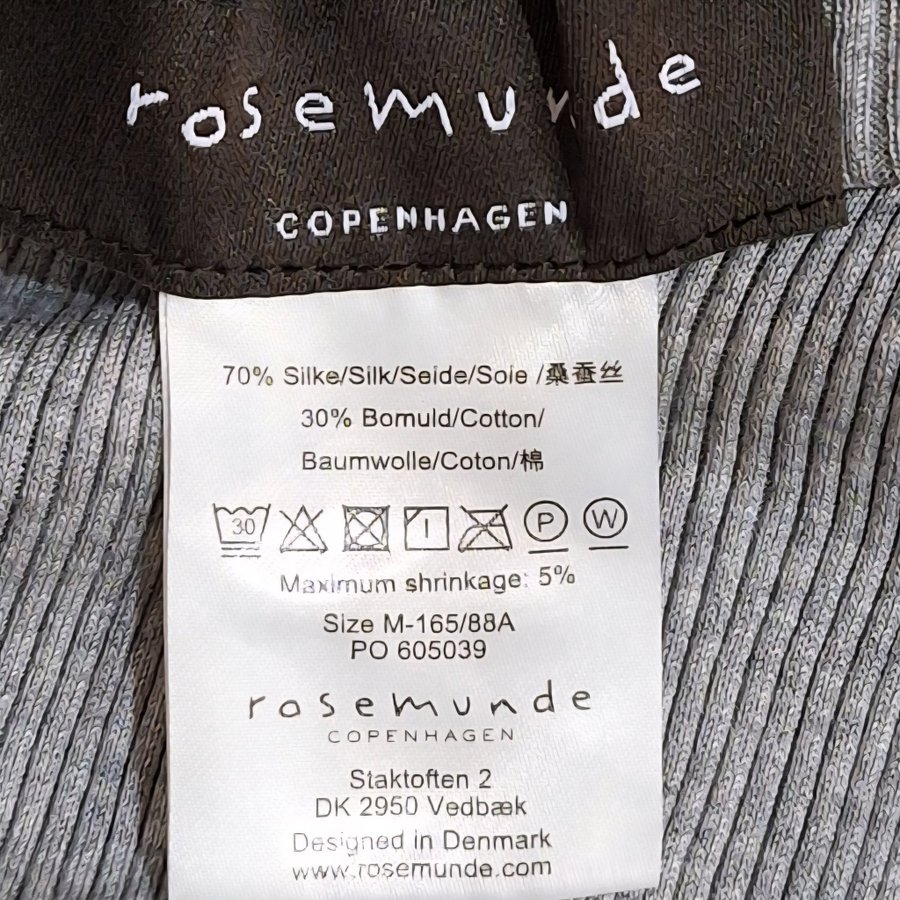 rosemunde
COPENHAGEN
70% Silke/Silk/Seide/Soie /桑蚕丝
30% Bomuld/Cotton/
Baumwolle/Coton/棉
30 P W
Maximum shrinkage: 5%
Size M-165/88A
PO 605039
rosemunde
COPENHAGEN
Staktoften 2
DK 2950 Vedbæk
Designed in Denmark
www.rosemunde.com